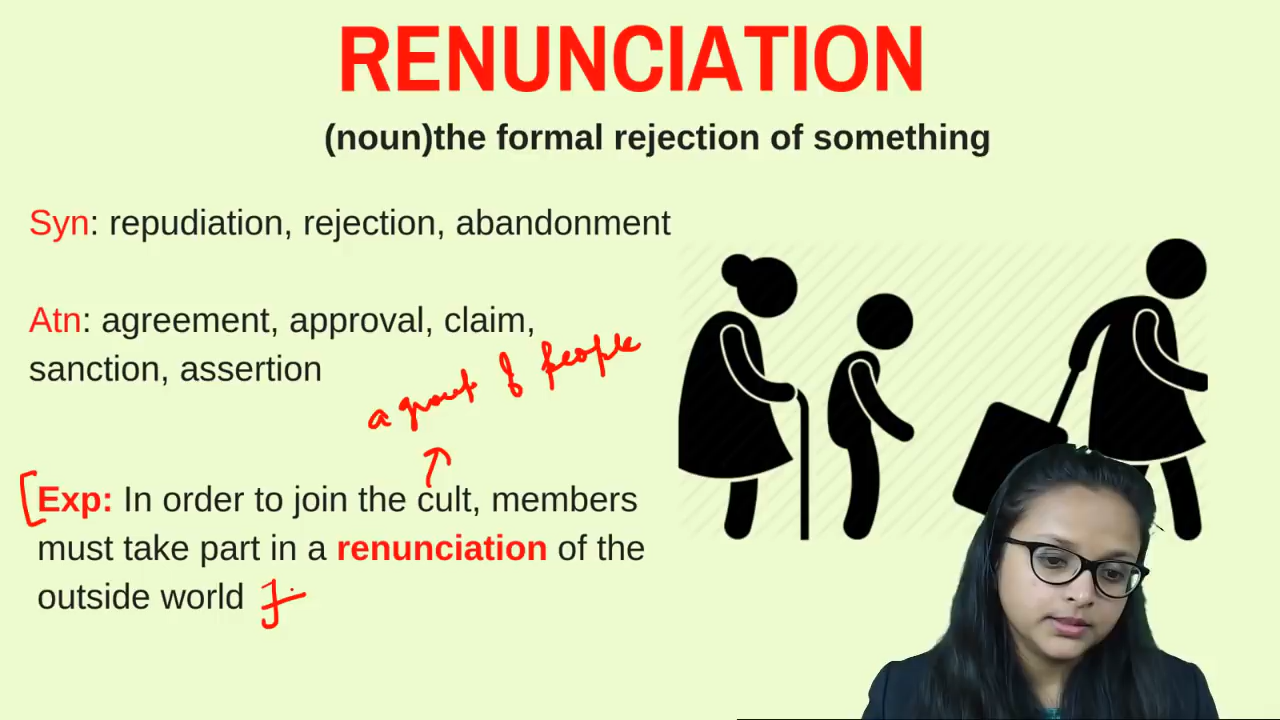 RENUNCIATION
(noun)the formal rejection of something
Syn: repudiation, rejection, abandonment
Atn: agreement, approval, claim,
sanction, assertion
a group of people
Exp: In order to join the cult, members
must take part in a renunciation of the
outside world